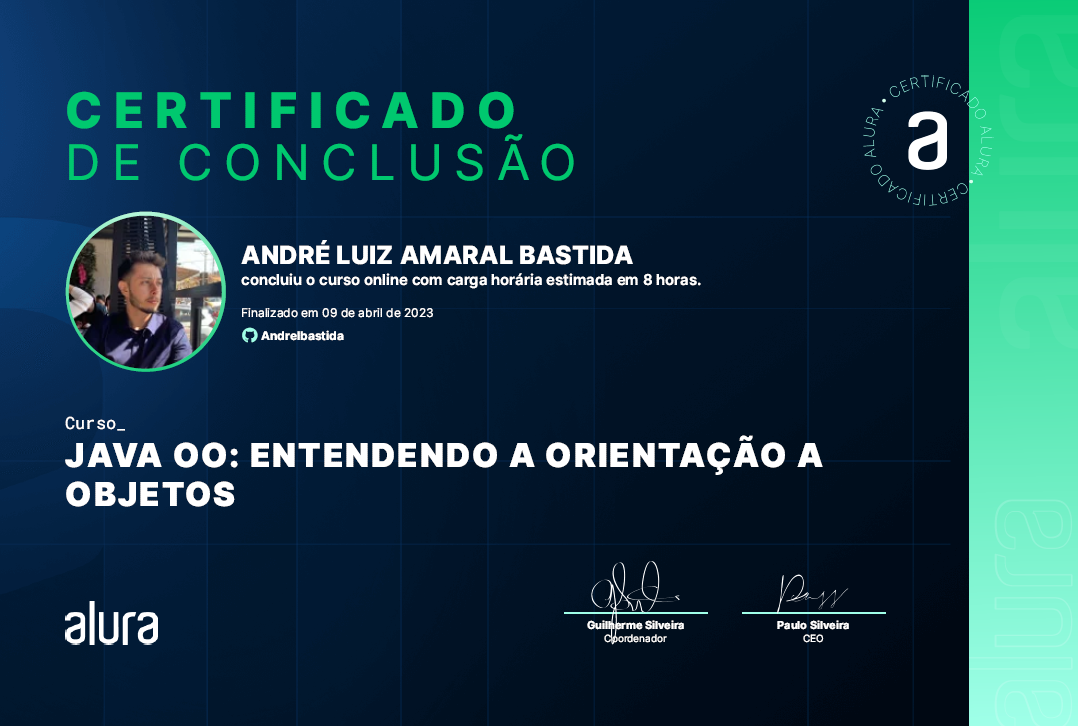 CERTIFICADO
DE CONCLUSÃO
CERTIFICADO ALURA • CERTIFICADO ALURA •
a
ANDRÉ LUIZ AMARAL BASTIDA
concluiu o curso online com carga horária estimada em 8 horas.
Finalizado em 09 de abril de 2023
Andrelbastida
Curso_
JAVA OO: ENTENDENDO A ORIENTAÇÃO A
OBJETOS
alura
Guilherme Silveira
Coordenador
Paulo Silveira
CEO
alura
alura